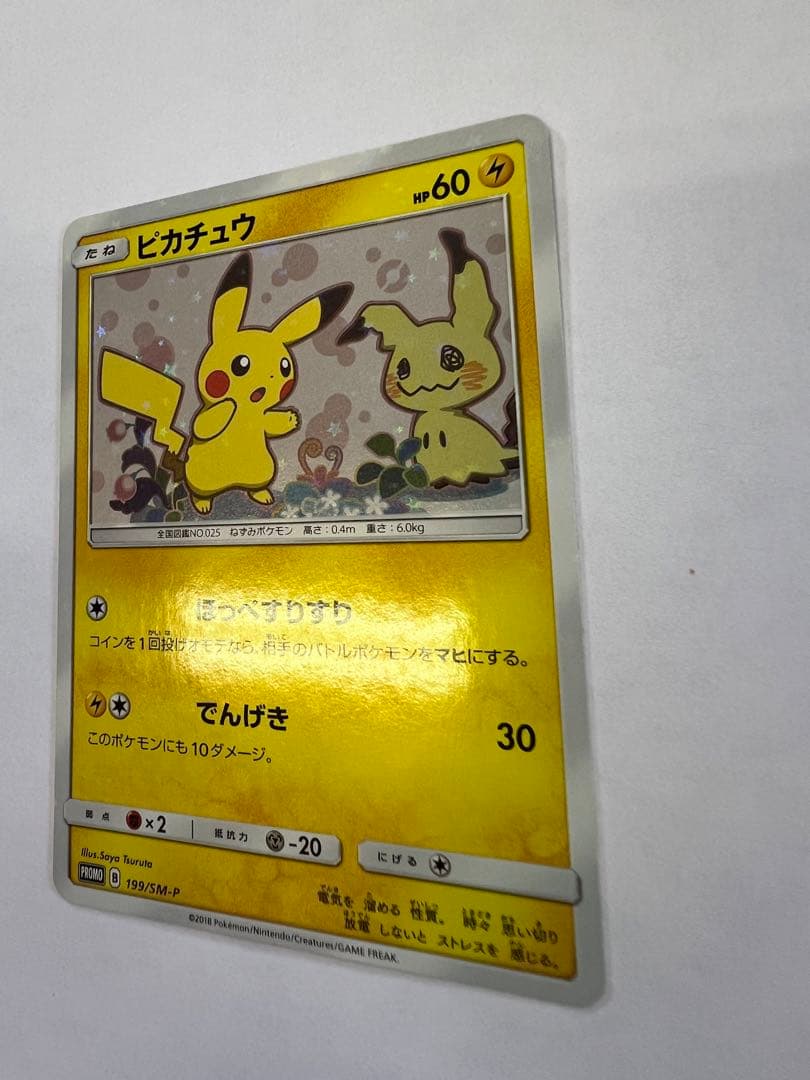 たね ピカチュウ HP60
全国図鑑NO.025 ねずみポケモン 高さ:0.4m 重さ:6.0kg
ほっぺすりすり
コインを1回投げオモテなら、相手のバトルポケモンをマヒにする。
でんげき 30
このポケモンにも10ダメージ。
弱点 ×2 抵抗力 -20 にげる
Illus.Saya Tsuruta
PROMO B 199/SM-P
電気を 溜める 性質。 時々 思い切り
放電 しないと ストレスを 感じる。
©2018 Pokémon/Nintendo/Creatures/GAME FREAK.